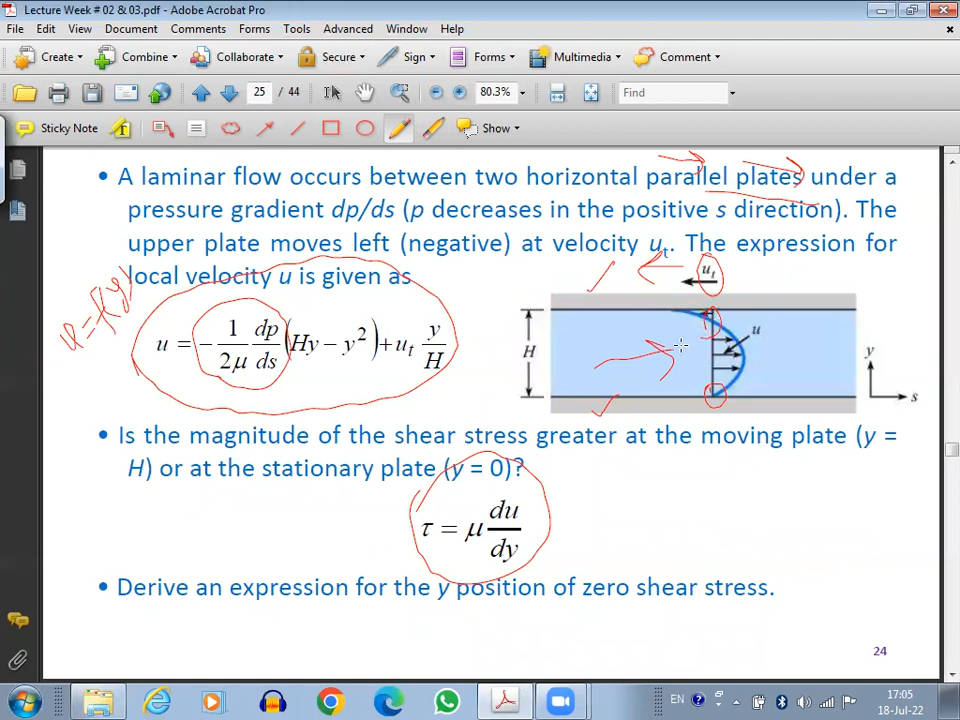 Lecture Week # 02 & 03.pdf - Adobe Acrobat Pro
File Edit View Document Comments Forms Tools Advanced Window Help
Create Combine Collaborate Secure Sign Forms Multimedia Comment
25 / 44 80.3% Find
Sticky Note Show
• A laminar flow occurs between two horizontal parallel plates under a
pressure gradient dp/ds (p decreases in the positive s direction). The
upper plate moves left (negative) at velocity u_t. The expression for
local velocity u is given as
u = f(y)
u = - 1/2μ dp/ds (Hy - y²) + u_t y/H
u_t
H
u
y
s
• Is the magnitude of the shear stress greater at the moving plate (y =
H) or at the stationary plate (y = 0)?
τ = μ du/dy
• Derive an expression for the y position of zero shear stress.
24
EN 17:05
18-Jul-22